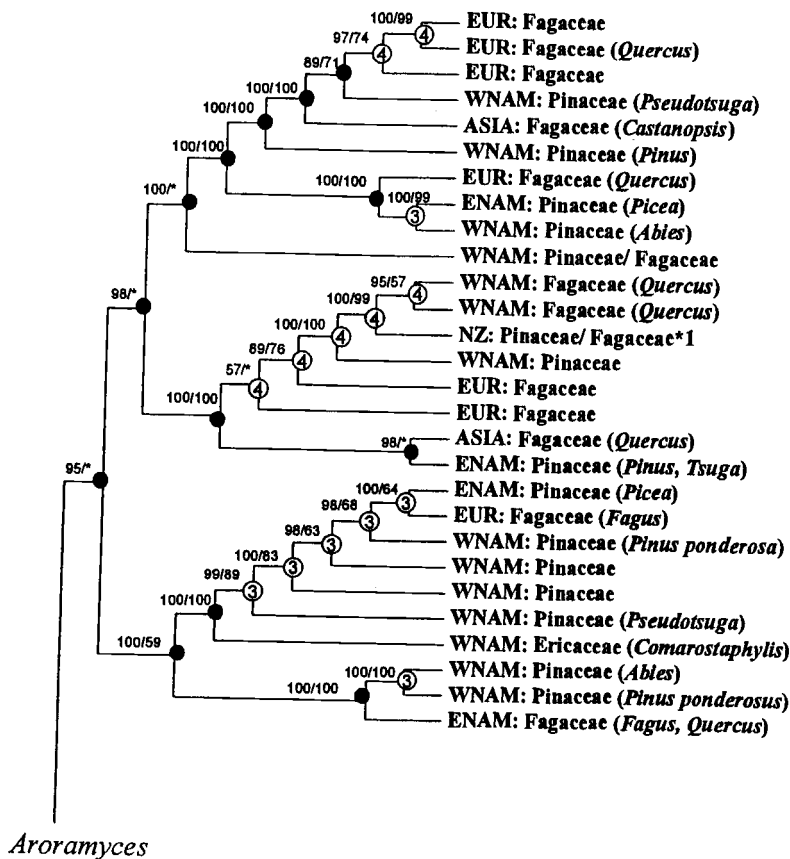 100/99
EUR: Fagaceae
97/74
4
EUR: Fagaceae (Quercus)
89/71
4
EUR: Fagaceae
100/100
WNAM: Pinaceae (Pseudotsuga)
100/100
ASIA: Fagaceae (Castanopsis)
100/100
WNAM: Pinaceae (Pinus)
100/100
EUR: Fagaceae (Quercus)
100/*
100/99
ENAM: Pinaceae (Picea)
3
WNAM: Pinaceae (Abies)
WNAM: Pinaceae/ Fagaceae
95/57
WNAM: Fagaceae (Quercus)
98/*
100/99
4
WNAM: Fagaceae (Quercus)
100/100
4
NZ: Pinaceae/ Fagaceae*1
89/76
4
WNAM: Pinaceae
57/*
4
EUR: Fagaceae
100/100
4
EUR: Fagaceae
98/*
ASIA: Fagaceae (Quercus)
95/*
ENAM: Pinaceae (Pinus, Tsuga)
100/64
ENAM: Pinaceae (Picea)
98/68
3
EUR: Fagaceae (Fagus)
98/63
3
WNAM: Pinaceae (Pinus ponderosa)
100/83
3
WNAM: Pinaceae
99/89
3
WNAM: Pinaceae
100/100
3
WNAM: Pinaceae (Pseudotsuga)
100/59
WNAM: Ericaceae (Comarostaphylis)
100/100
WNAM: Pinaceae (Abies)
100/100
3
WNAM: Pinaceae (Pinus ponderosus)
ENAM: Fagaceae (Fagus, Quercus)
Aroramyces